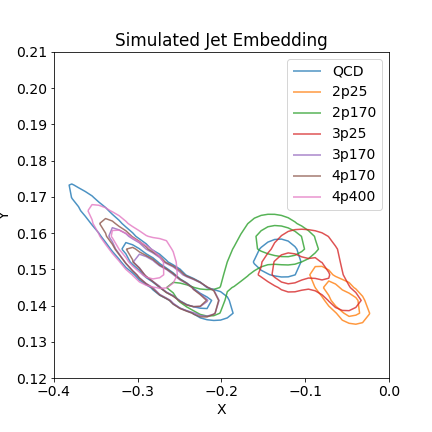 Simulated Jet Embedding
0.21
0.20
0.19
0.18
0.17
0.16
0.15
0.14
0.13
0.12
Y
QCD
2p25
2p170
3p25
3p170
4p170
4p400
−0.4
−0.3
−0.2
−0.1
0.0
X